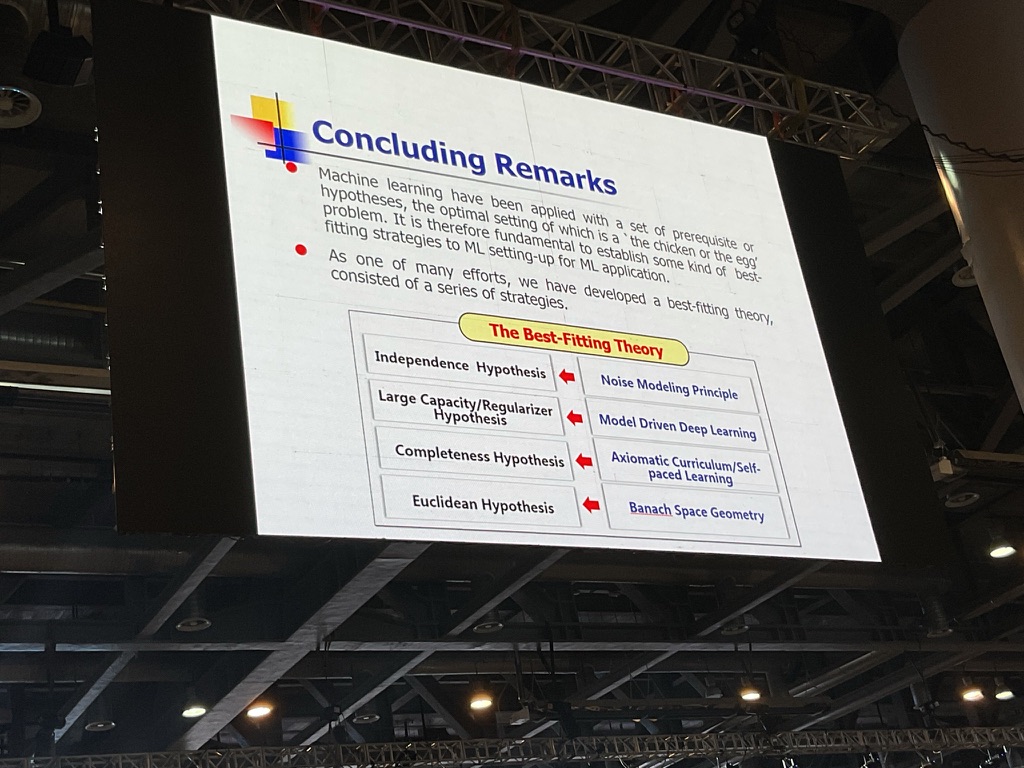 Concluding Remarks
Machine learning have been applied with a set of prerequisite or
hypotheses, the optimal setting of which is a `the chicken or the egg'
problem. It is therefore fundamental to establish some kind of best-
fitting strategies to ML setting-up for ML application.
As one of many efforts, we have developed a best-fitting theory,
consisted of a series of strategies.
The Best-Fitting Theory
Independence Hypothesis
Noise Modeling Principle
Large Capacity/Regularizer
Hypothesis
Model Driven Deep Learning
Completeness Hypothesis
Axiomatic Curriculum/Self-
paced Learning
Euclidean Hypothesis
Banach Space Geometry